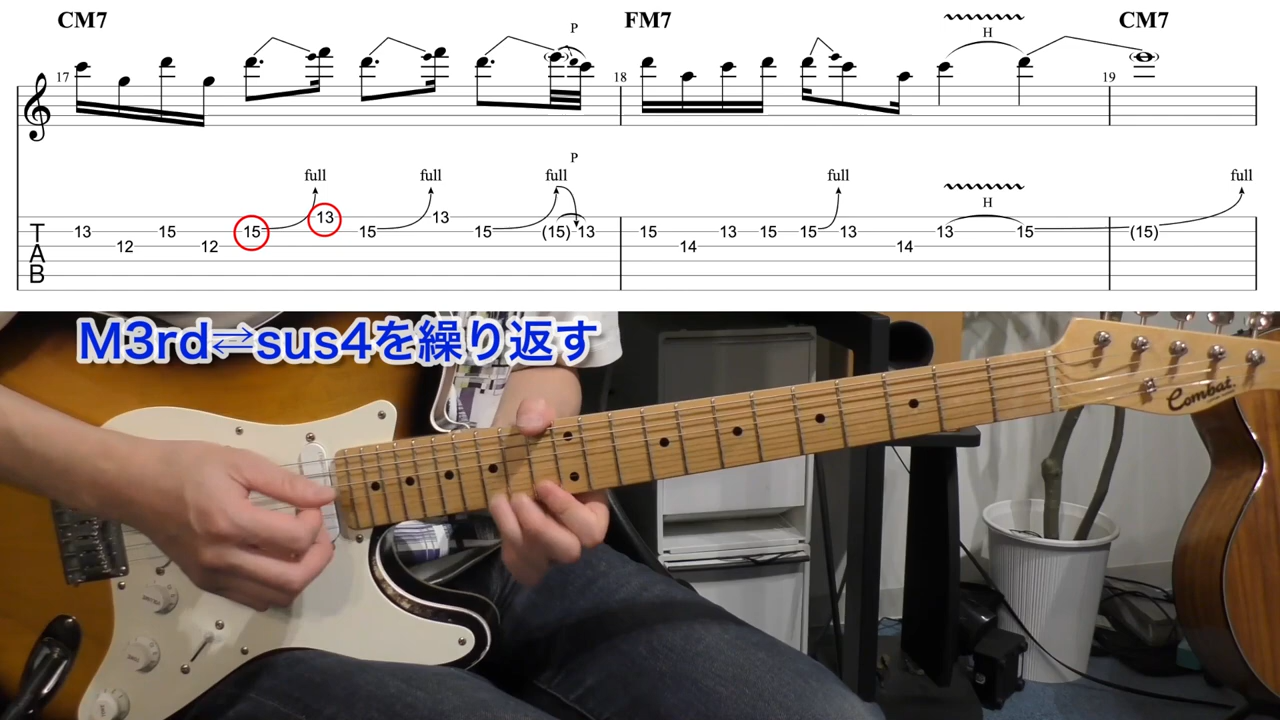 CM7 FM7 CM7
P H
17 18 19
P
full full full full full
H
13 12 15 12 15 13 15 13 15 (15) 13 15 14 13 15 15 13 14 13 15 (15)
T
A
B
M3rd⇄sus4を繰り返す
Combat